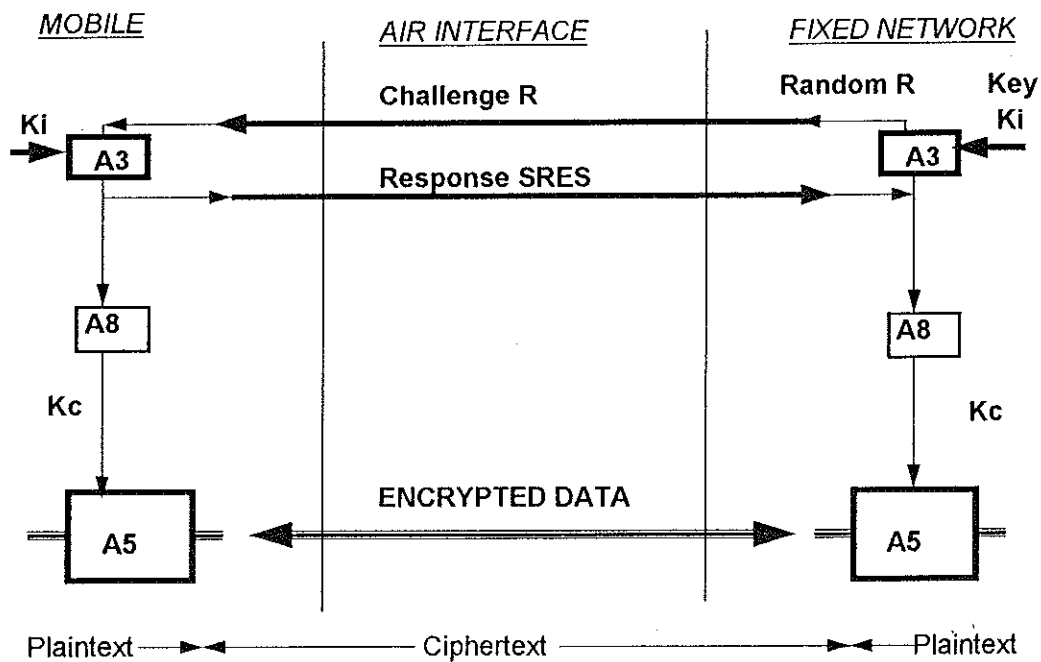 MOBILE
AIR INTERFACE
FIXED NETWORK
Challenge R
Random R
Key
Ki
Ki
A3
A3
Response SRES
A8
A8
Kc
Kc
ENCRYPTED DATA
A5
A5
Plaintext
Ciphertext
Plaintext